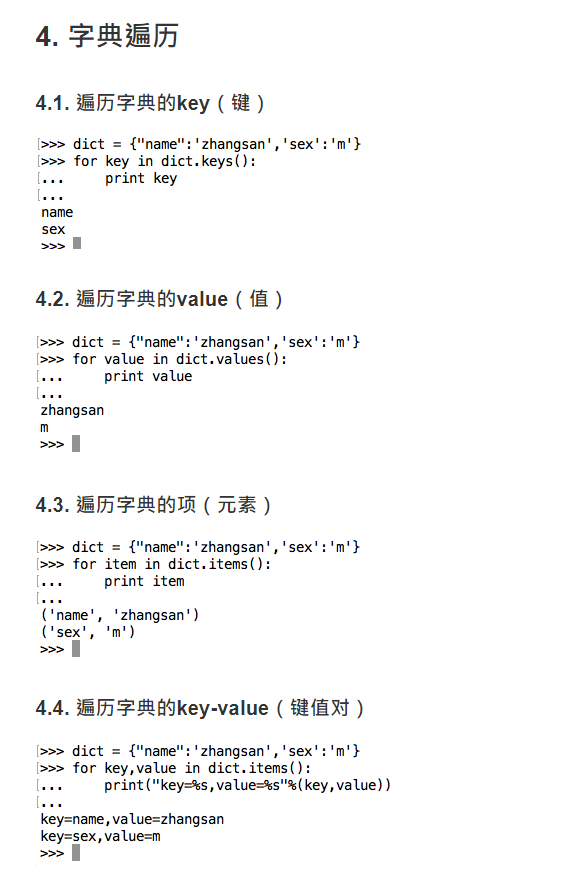 4. 字典遍历
4.1. 遍历字典的key（键）
[>>> dict = {"name":'zhangsan','sex':'m'}
[>>> for key in dict.keys():
[...     print key
[...
name
sex
>>>
4.2. 遍历字典的value（值）
[>>> dict = {"name":'zhangsan','sex':'m'}
[>>> for value in dict.values():
[...     print value
[...
zhangsan
m
>>>
4.3. 遍历字典的项（元素）
[>>> dict = {"name":'zhangsan','sex':'m'}
[>>> for item in dict.items():
[...     print item
[...
('name', 'zhangsan')
('sex', 'm')
>>>
4.4. 遍历字典的key-value（键值对）
[>>> dict = {"name":'zhangsan','sex':'m'}
[>>> for key,value in dict.items():
[...     print("key=%s,value=%s"%(key,value))
[...
key=name,value=zhangsan
key=sex,value=m
>>>